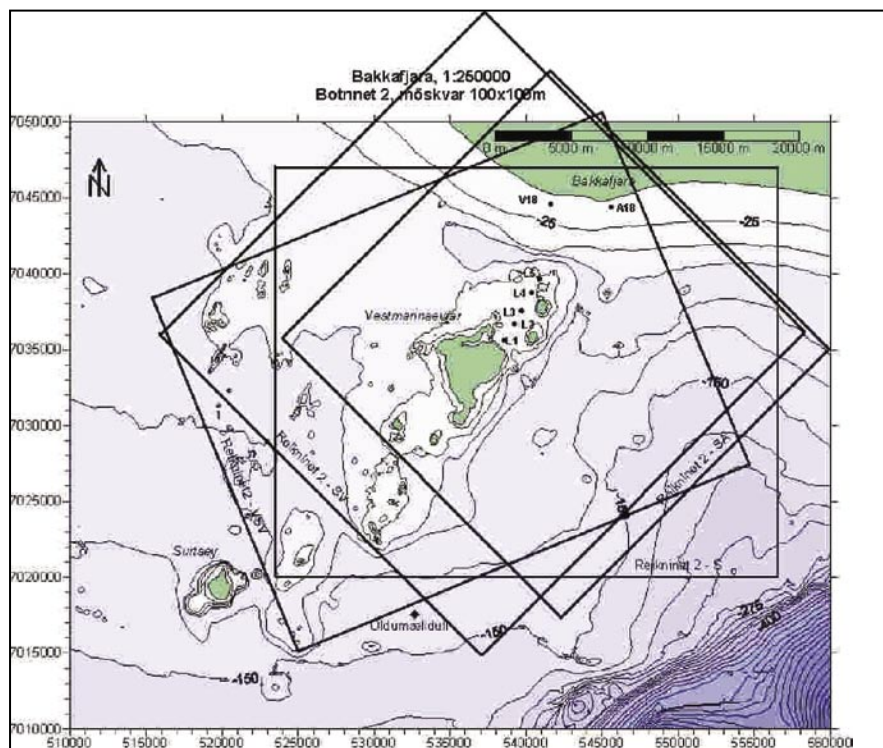 Bakkafjara, 1:250000
Botnnet 2, möskvar 100x100m
7050000
7045000
7040000
7035000
7030000
7025000
7020000
7015000
7010000
0 m 5000 m 10000 m 15000 m 20000 m
N
Bakkafjara
V18
A18
-25
-25
L5
L4
L3
L2
L1
Vestmannaeyjar
-150
-150
Reikninet 2 - VSV
Reikninet 2 - SV
Reikninet 2 - SA
Reikninet 2 - S
Surtsey
Öldumælidufl
-150
-150
-275
-400
510000 515000 520000 525000 530000 535000 540000 545000 550000 555000 560000